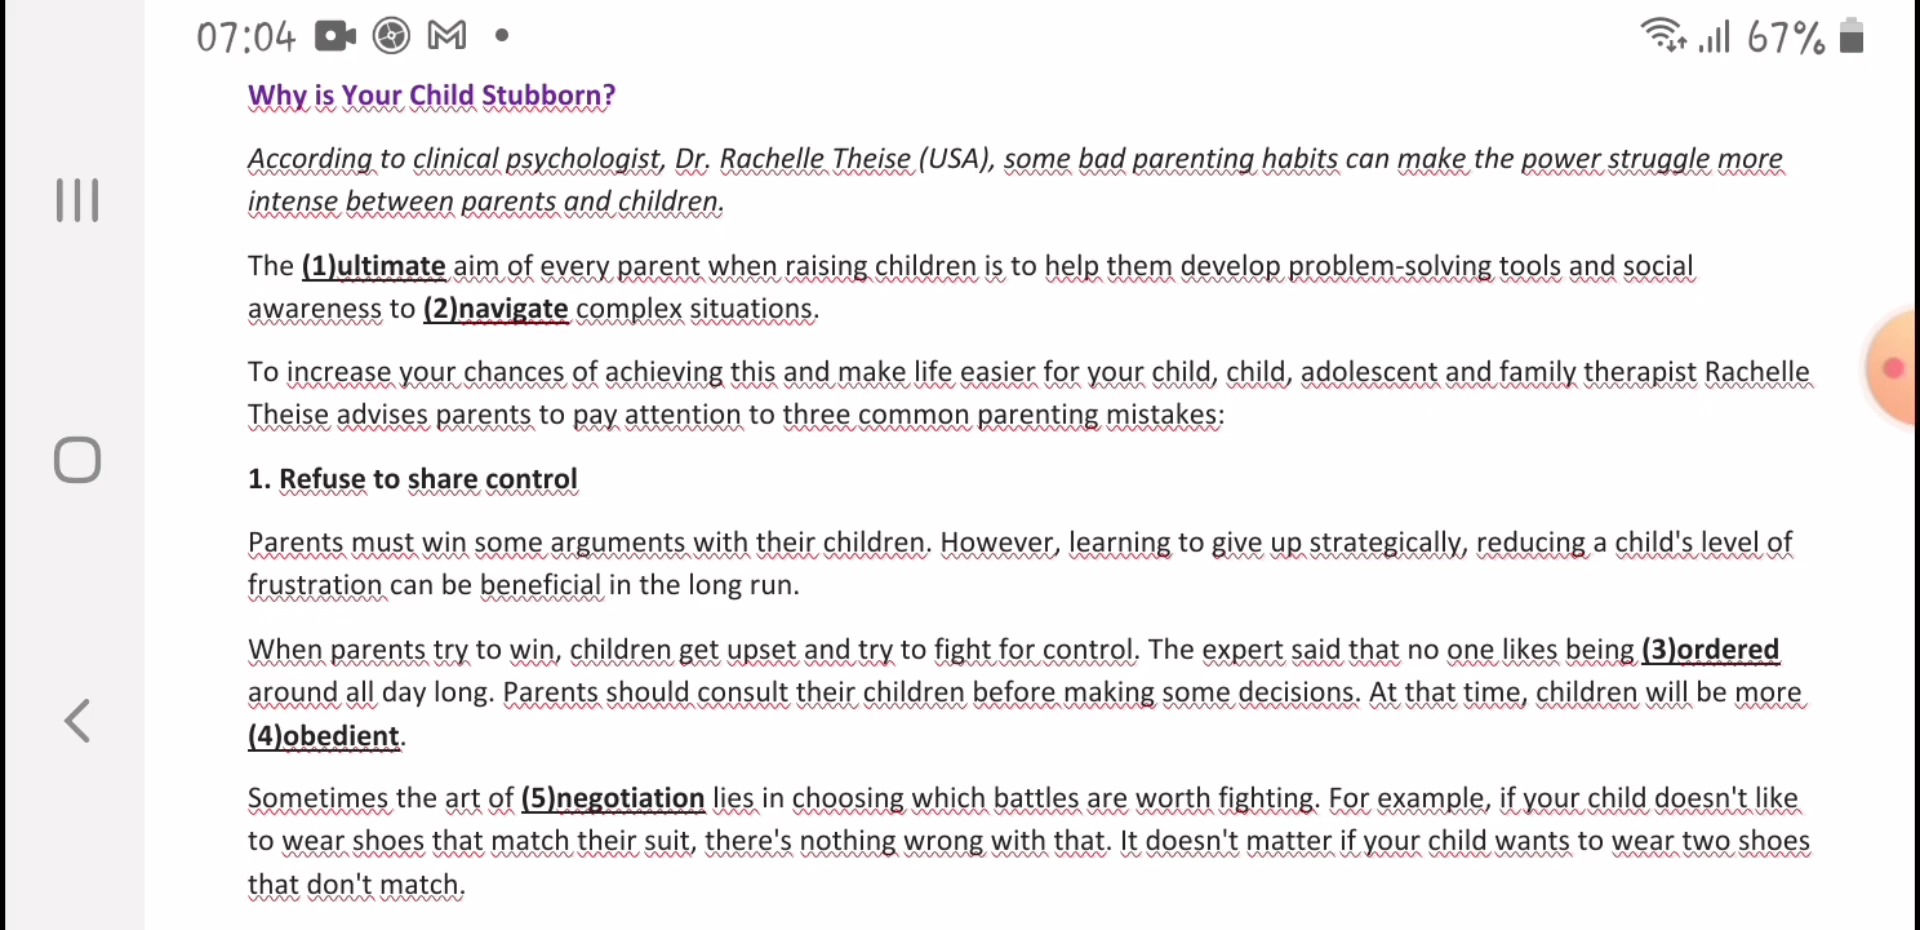 07:04
67%
Why is Your Child Stubborn?
According to clinical psychologist, Dr. Rachelle Theise (USA), some bad parenting habits can make the power struggle more
intense between parents and children.
The (1)ultimate aim of every parent when raising children is to help them develop problem-solving tools and social
awareness to (2)navigate complex situations.
To increase your chances of achieving this and make life easier for your child, child, adolescent and family therapist Rachelle
Theise advises parents to pay attention to three common parenting mistakes:
1. Refuse to share control
Parents must win some arguments with their children. However, learning to give up strategically, reducing a child's level of
frustration can be beneficial in the long run.
When parents try to win, children get upset and try to fight for control. The expert said that no one likes being (3)ordered
around all day long. Parents should consult their children before making some decisions. At that time, children will be more
(4)obedient.
Sometimes the art of (5)negotiation lies in choosing which battles are worth fighting. For example, if your child doesn't like
to wear shoes that match their suit, there's nothing wrong with that. It doesn't matter if your child wants to wear two shoes
that don't match.